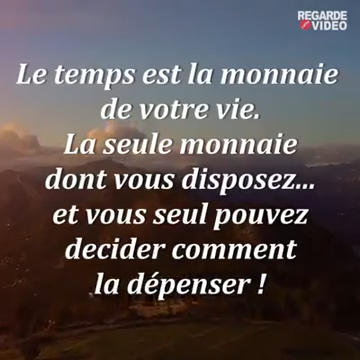 REGARDE
VIDEO
Le temps est la monnaie
de votre vie.
La seule monnaie
dont vous disposez...
et vous seul pouvez
decider comment
la dépenser !